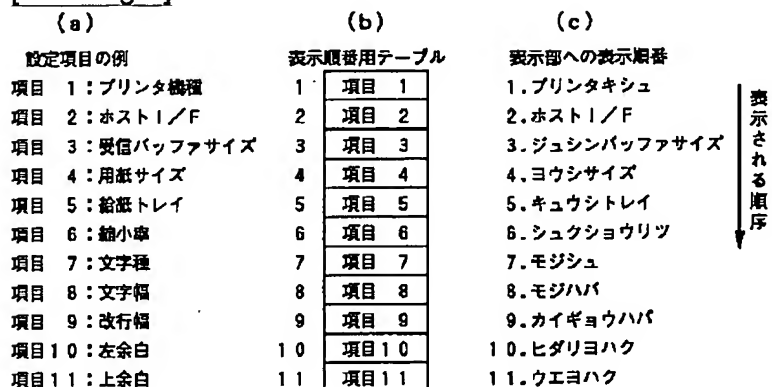 (a) (b) (c)
設定項目の例 表示順番用テーブル 表示部への表示順番
項目 1:プリンタ機種 1 項目 1 1.プリンタキシュ
項目 2:ホストI/F 2 項目 2 2.ホストI/F
項目 3:受信バッファサイズ 3 項目 3 3.ジュシンバッファサイズ
項目 4:用紙サイズ 4 項目 4 4.ヨウシサイズ
項目 5:給紙トレイ 5 項目 5 5.キュウシトレイ
項目 6:縮小率 6 項目 6 6.シュクショウリツ
項目 7:文字種 7 項目 7 7.モジシュ
項目 8:文字幅 8 項目 8 8.モジハバ
項目 9:改行幅 9 項目 9 9.カイギョウハバ
項目10:左余白 10 項目10 10.ヒダリヨハク
項目11:上余白 11 項目11 11.ウエヨハク
表示される順序